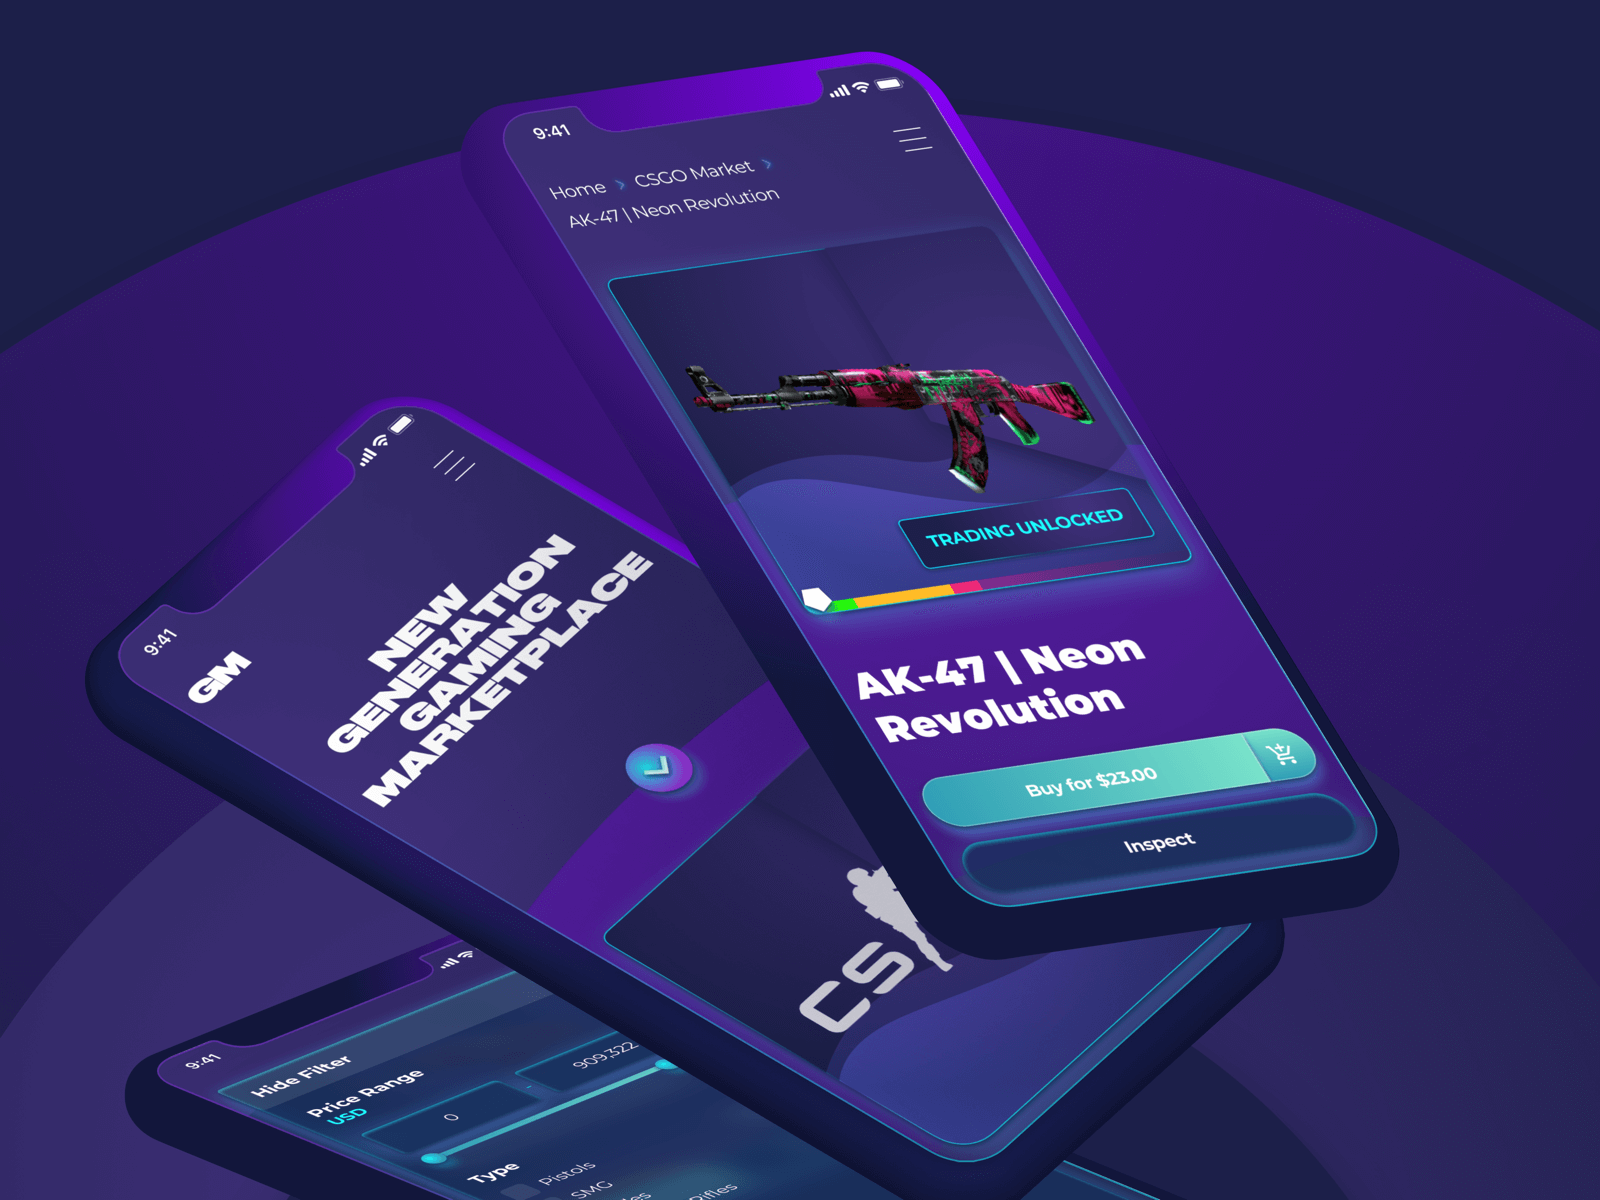 9:41
Home > CSGO Market >
AK-47 | Neon Revolution
TRADING UNLOCKED
AK-47 | Neon
Revolution
Buy for $23.00
Inspect
9:41
GM
NEW
GENERATION
GAMING
MARKETPLACE
CS
9:41
Hide Filter
Price Range
USD
0 - 909,322
Type
Pistols
SMG
Rifles